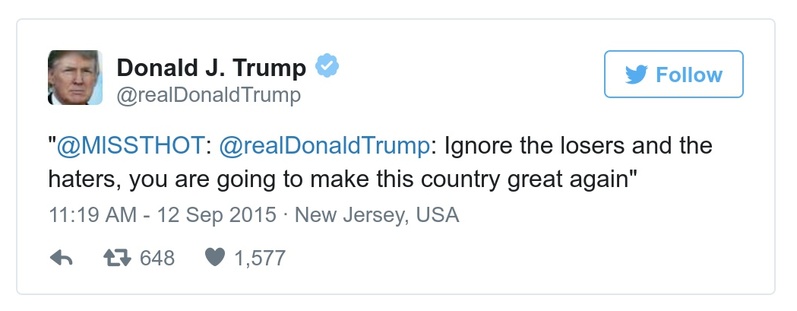 Donald J. Trump
@realDonaldTrump
Follow
"@MISSTHOT: @realDonaldTrump: Ignore the losers and the
haters, you are going to make this country great again"
11:19 AM - 12 Sep 2015 · New Jersey, USA
648 1,577